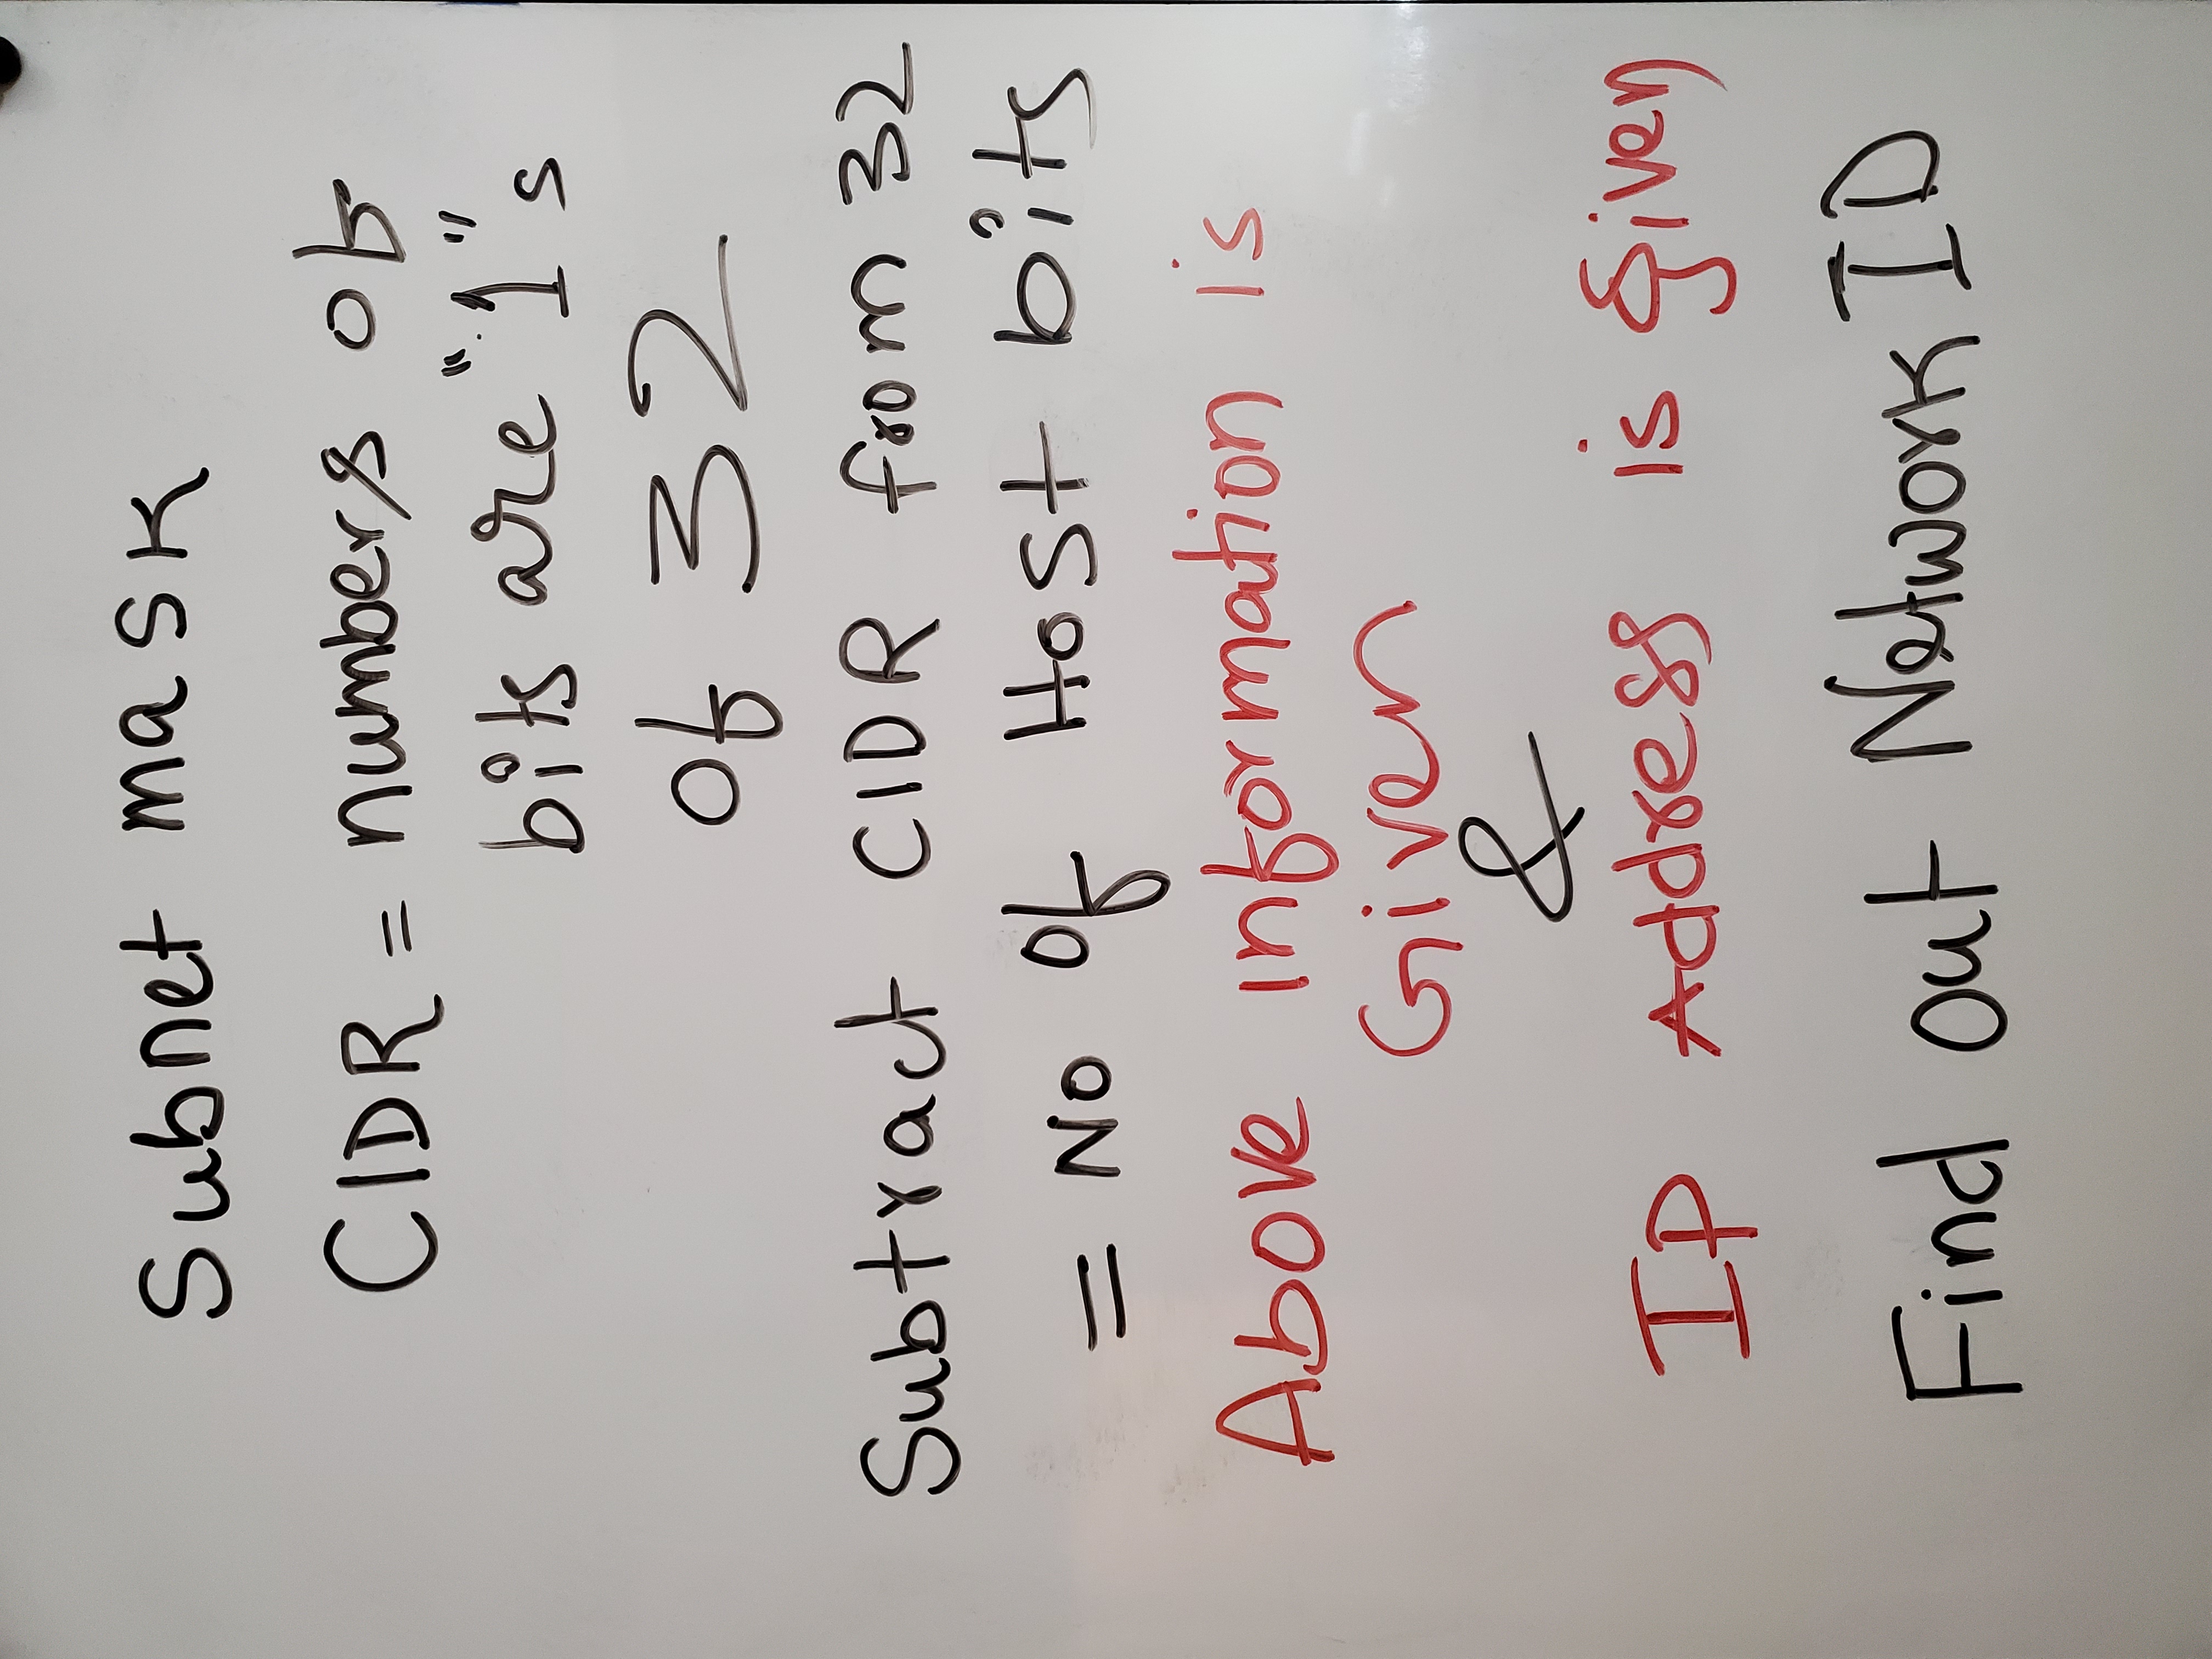 Subnet mask
CIDR = numbers of
bits are "1"s
of 32
Subtract CIDR from 32
= No of Host bits
Above information is
Given
&
IP Address is given
Find out Network ID